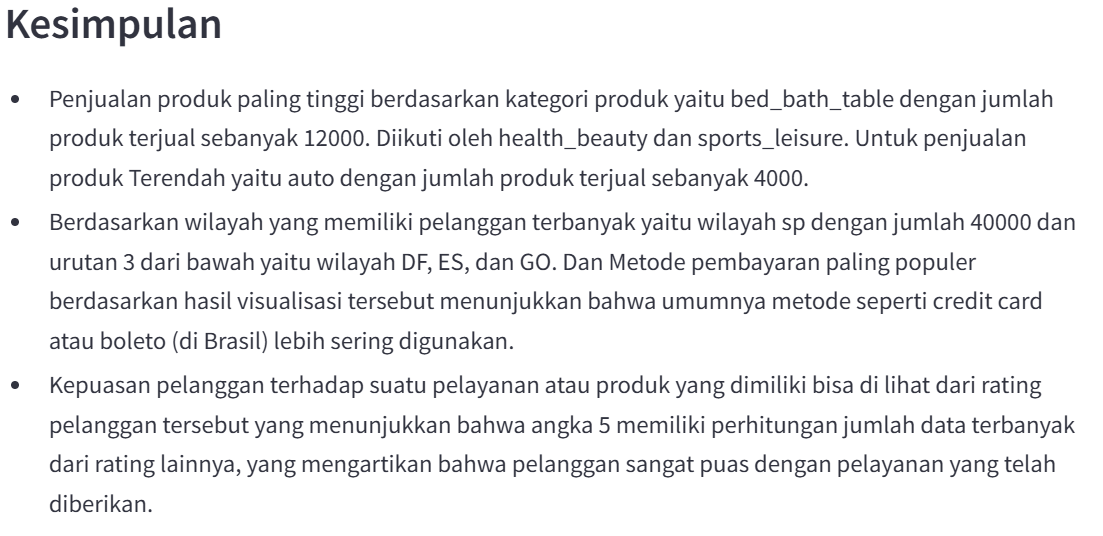 Kesimpulan
• Penjualan produk paling tinggi berdasarkan kategori produk yaitu bed_bath_table dengan jumlah
produk terjual sebanyak 12000. Diikuti oleh health_beauty dan sports_leisure. Untuk penjualan
produk Terendah yaitu auto dengan jumlah produk terjual sebanyak 4000.
• Berdasarkan wilayah yang memiliki pelanggan terbanyak yaitu wilayah sp dengan jumlah 40000 dan
urutan 3 dari bawah yaitu wilayah DF, ES, dan GO. Dan Metode pembayaran paling populer
berdasarkan hasil visualisasi tersebut menunjukkan bahwa umumnya metode seperti credit card
atau boleto (di Brasil) lebih sering digunakan.
• Kepuasan pelanggan terhadap suatu pelayanan atau produk yang dimiliki bisa di lihat dari rating
pelanggan tersebut yang menunjukkan bahwa angka 5 memiliki perhitungan jumlah data terbanyak
dari rating lainnya, yang mengartikan bahwa pelanggan sangat puas dengan pelayanan yang telah
diberikan.